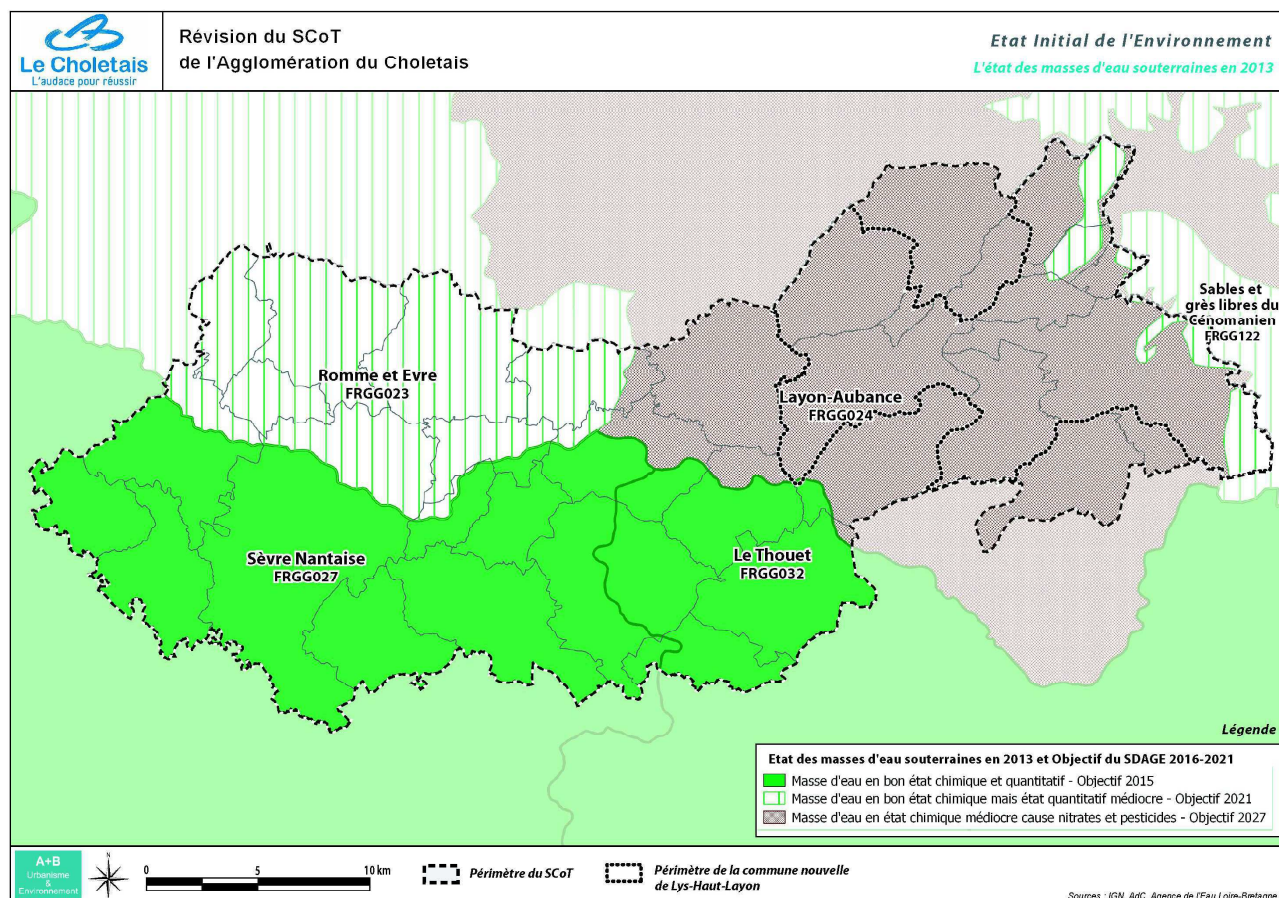 Le Choletais
L'audace pour réussir
Révision du SCoT
de l'Agglomération du Choletais
Etat Initial de l'Environnement
L'état des masses d'eau souterraines en 2013
Sables et
grès libres du
Cénomanien
FRGG122
Romme et Evre
FRGG023
Layon-Aubance
FRGG024
Sèvre Nantaise
FRGG027
Le Thouet
FRGG032
Légende
Etat des masses d'eau souterraines en 2013 et Objectif du SDAGE 2016-2021
Masse d'eau en bon état chimique et quantitatif - Objectif 2015
Masse d'eau en bon état chimique mais état quantitatif médiocre - Objectif 2021
Masse d'eau en état chimique médiocre cause nitrates et pesticides - Objectif 2027
A+B
Urbanisme
&
Environnement
N
0 5 10 km
Périmètre du SCoT
Périmètre de la commune nouvelle
de Lys-Haut-Layon
Sources : IGN, AdC, Agence de l'Eau Loire-Bretagne